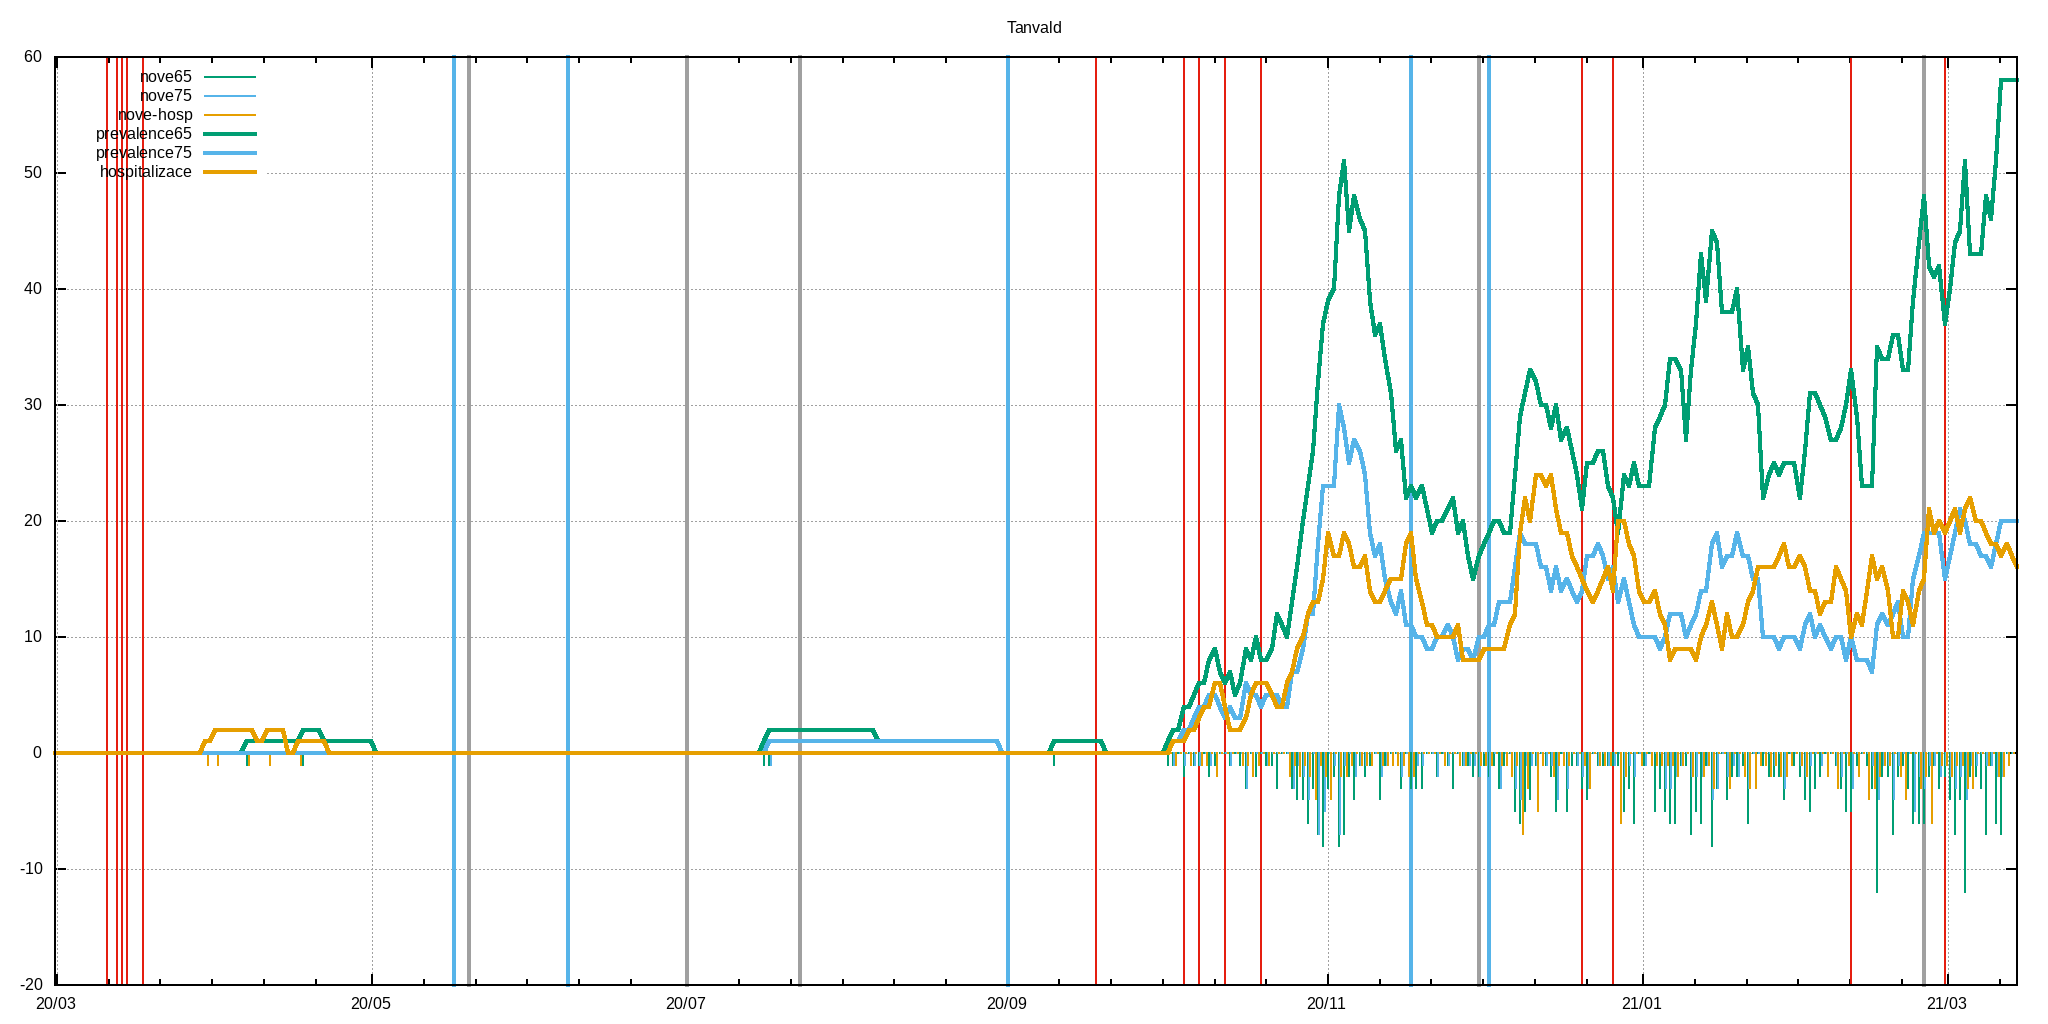 Tanvald
60
nove65
nove75
nove-hosp
prevalence65
prevalence75
hospitalizace
50
40
30
20
10
0
-10
-20
20/03 20/05 20/07 20/09 20/11 21/01 21/03